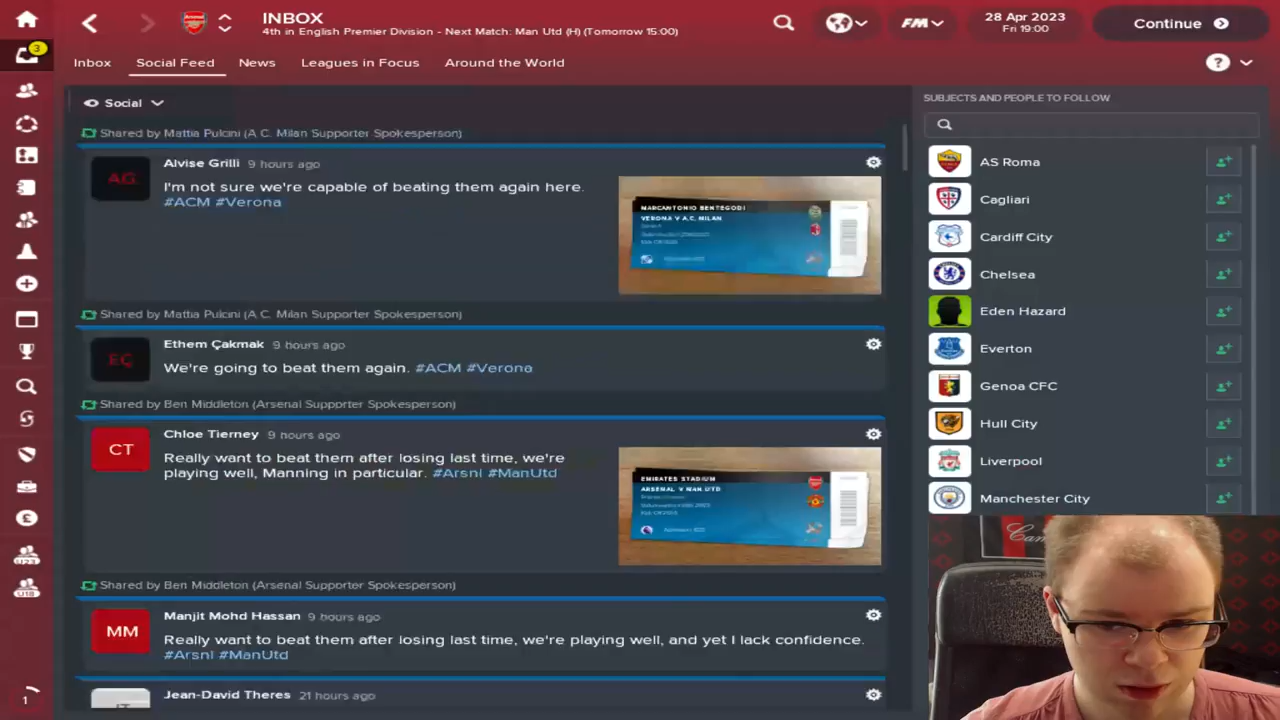 INBOX
4th in English Premier Division - Next Match: Man Utd (H) (Tomorrow 15:00)
FM
28 Apr 2023
Fri 19:00
Continue
3
Inbox
Social Feed
News
Leagues in Focus
Around the World
?
Social
SUBJECTS AND PEOPLE TO FOLLOW
Shared by Mattia Pulcini (A.C. Milan Supporter Spokesperson)
AG
Alvise Grilli 9 hours ago
I'm not sure we're capable of beating them again here.
#ACM #Verona
MARCANTONIO BENTEGODI
VERONA V A.C. MILAN
Shared by Mattia Pulcini (A.C. Milan Supporter Spokesperson)
EÇ
Ethem Çakmak 9 hours ago
We're going to beat them again. #ACM #Verona
Shared by Ben Middleton (Arsenal Supporter Spokesperson)
CT
Chloe Tierney 9 hours ago
Really want to beat them after losing last time, we're
playing well, Manning in particular. #Arsnl #ManUtd
EMIRATES STADIUM
ARSENAL V MAN UTD
Shared by Ben Middleton (Arsenal Supporter Spokesperson)
MM
Manjit Mohd Hassan 9 hours ago
Really want to beat them after losing last time, we're playing well, and yet I lack confidence.
#Arsnl #ManUtd
Jean-David Theres 21 hours ago
AS Roma
Cagliari
Cardiff City
Chelsea
Eden Hazard
Everton
Genoa CFC
Hull City
Liverpool
Manchester City
U23
U18
1